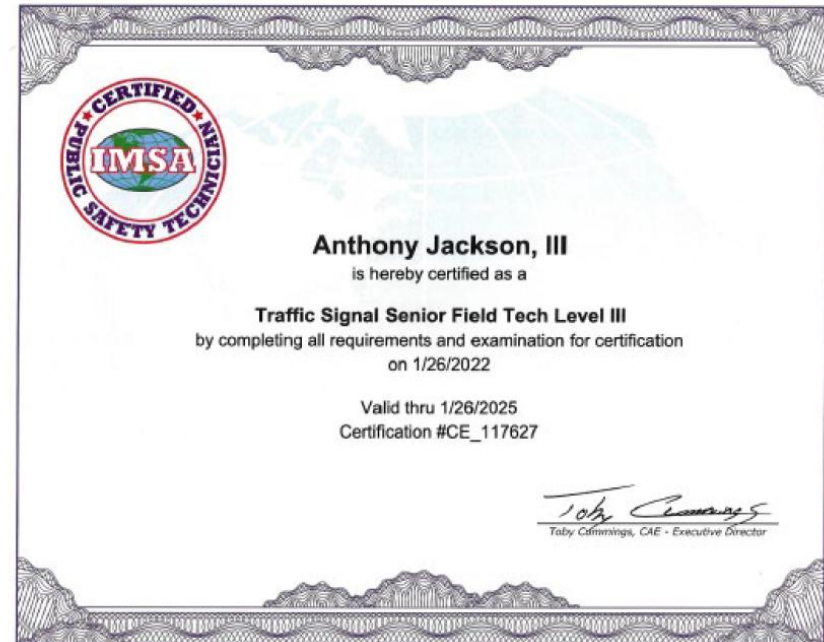 CERTIFIED
PUBLIC SAFETY TECHNICIAN
IMSA
Anthony Jackson, III
is hereby certified as a
Traffic Signal Senior Field Tech Level III
by completing all requirements and examination for certification
on 1/26/2022
Valid thru 1/26/2025
Certification #CE_117627
Toby Cummings
Toby Cummings, CAE - Executive Director